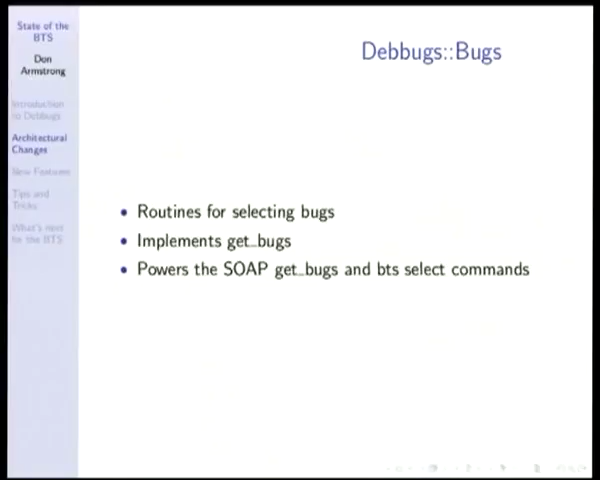 State of the
BTS
Don
Armstrong
Introduction
to Debbugs
Architectural
Changes
New Features
Tips and
Tricks
What's next
for the BTS
Debbugs::Bugs
• Routines for selecting bugs
• Implements get_bugs
• Powers the SOAP get_bugs and bts select commands